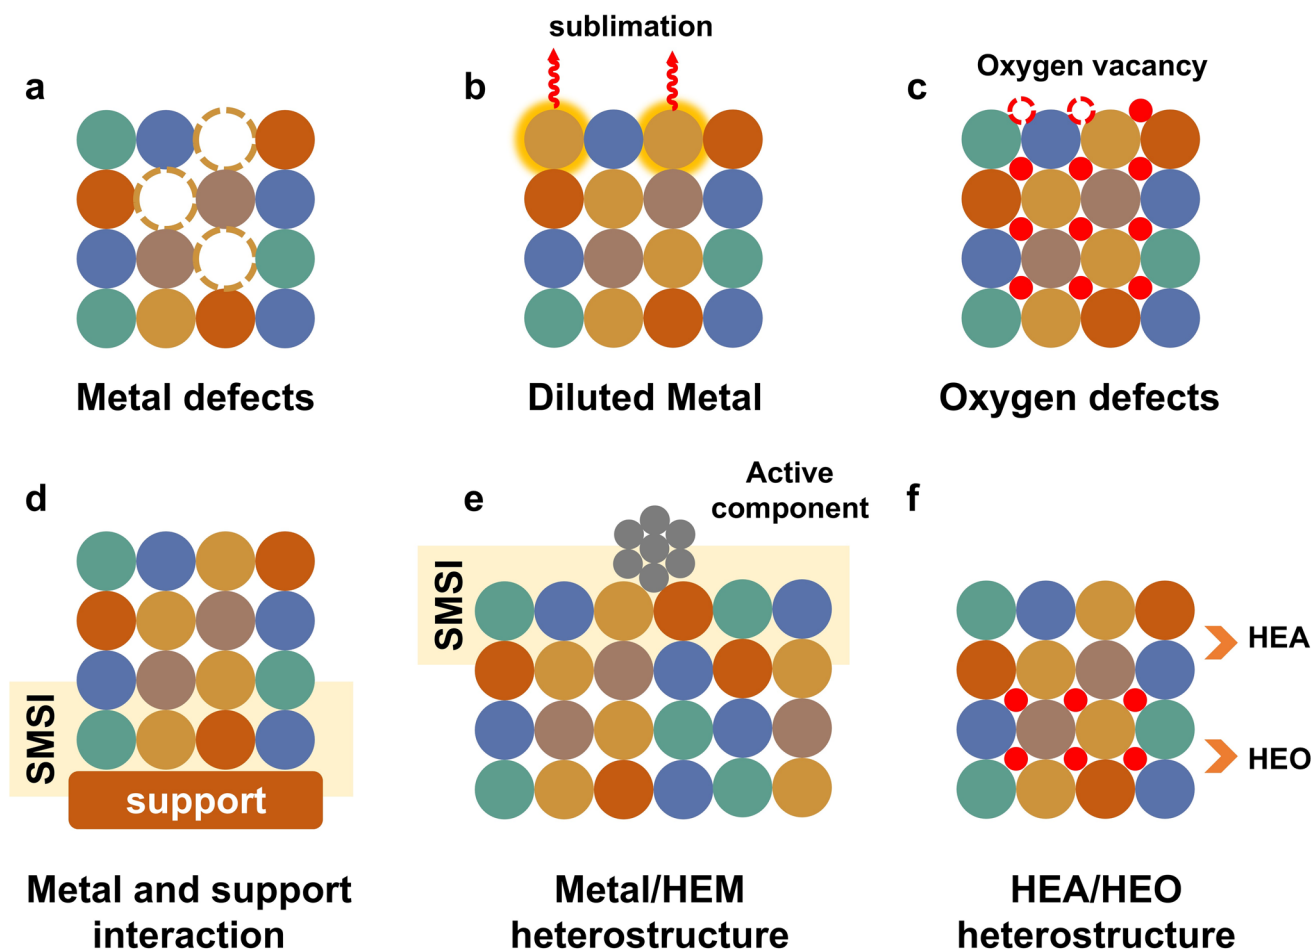 sublimation
a
b
c
Oxygen vacancy
Metal defects
Diluted Metal
Oxygen defects
d
e
f
Active
component
SMSI
SMSI
support
HEA
HEO
Metal and support
interaction
Metal/HEM
heterostructure
HEA/HEO
heterostructure